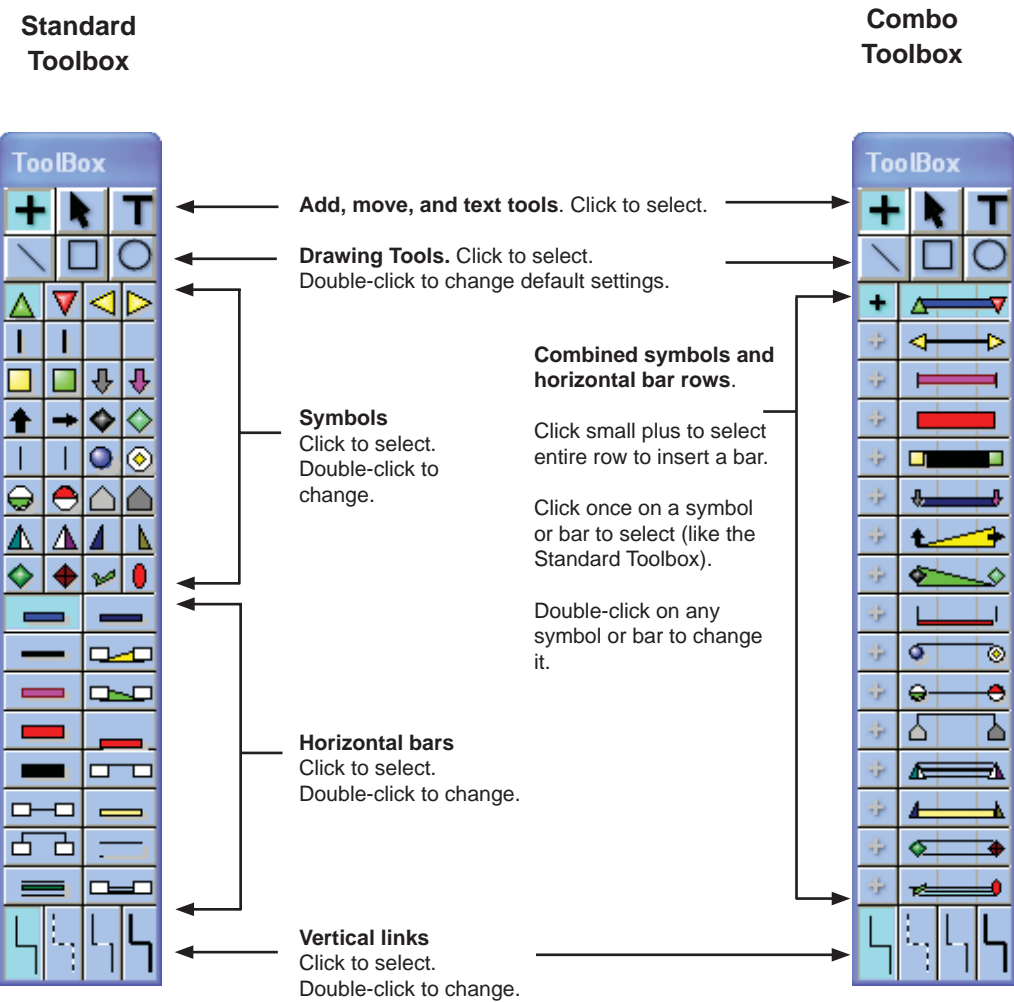 Standard
Toolbox
Combo
Toolbox
ToolBox
ToolBox
T
T
Add, move, and text tools. Click to select.
Drawing Tools. Click to select.
Double-click to change default settings.
Symbols
Click to select.
Double-click to
change.
Combined symbols and
horizontal bar rows.
Click small plus to select
entire row to insert a bar.
Click once on a symbol
or bar to select (like the
Standard Toolbox).
Double-click on any
symbol or bar to change
it.
Horizontal bars
Click to select.
Double-click to change.
Vertical links
Click to select.
Double-click to change.